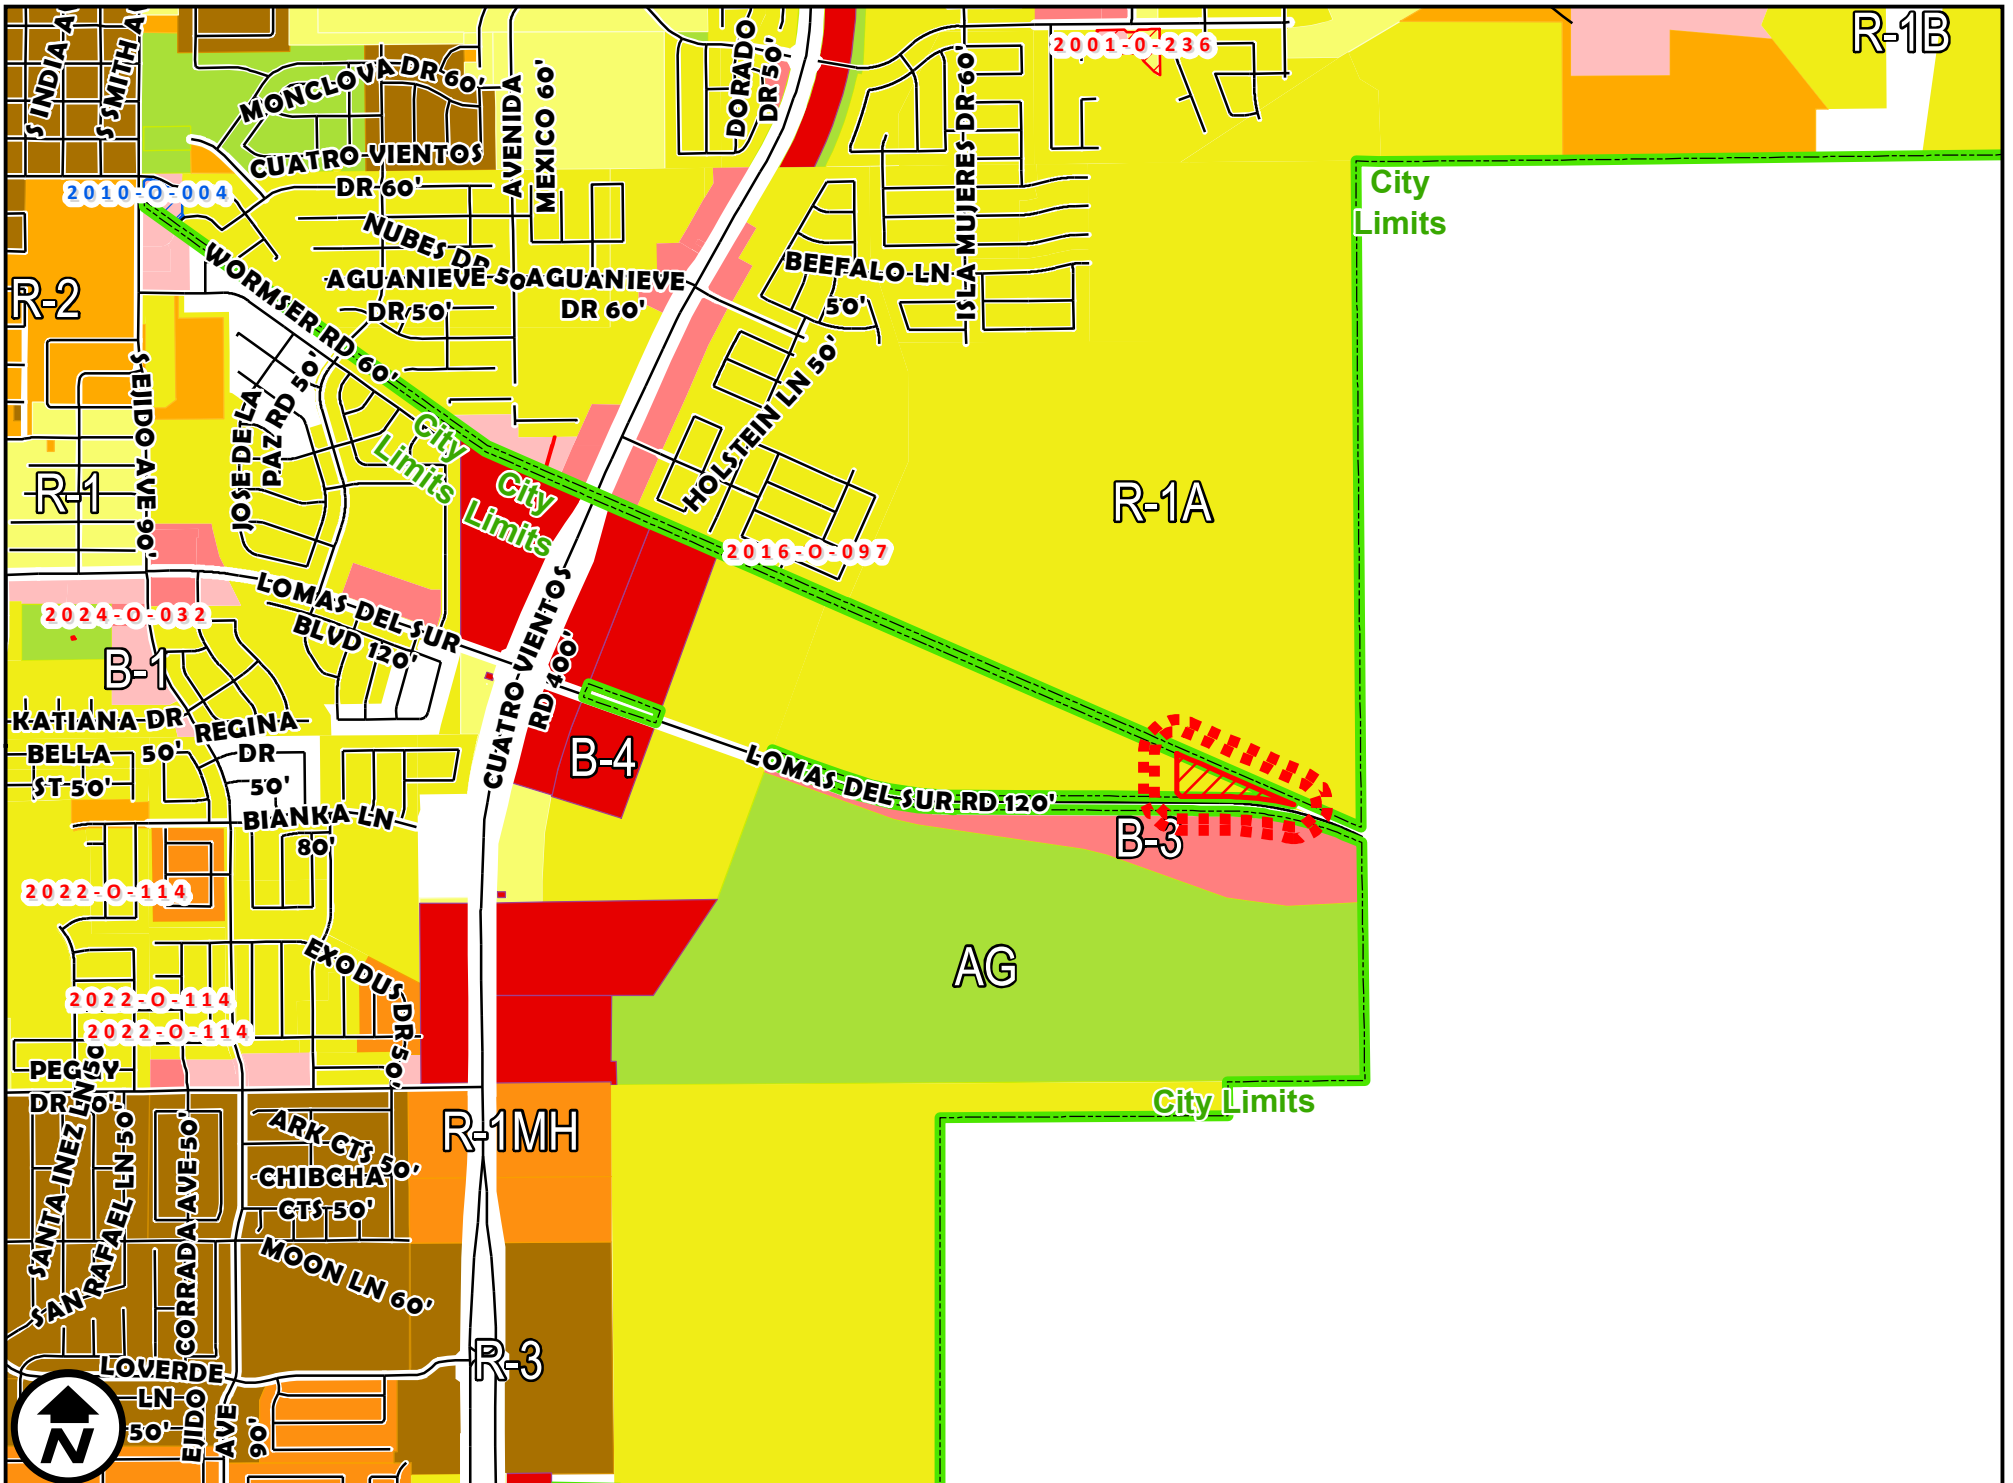 S INDIA A
S SMITH A
MONCLOVA DR 60'
AVENIDA
MEXICO 60'
DORADO
DR 50'
ISLA MUJERES DR 60'
2001-O-236
R-1B
CUATRO VIENTOS
DR 60'
2010-O-004
City
Limits
NUBES DR 50
WORMSER RD 60'
AGUANIEVE
DR 50'
AGUANIEVE
DR 60'
BEEFALO LN
50'
R-2
S EJIDO AVE 90'
JOSE DE LA
PAZ RD 50'
HOLSTEIN LN 50'
City
Limits
City
Limits
R-1
R-1A
2016-O-097
LOMAS DEL SUR
BLVD 120'
2024-O-032
B-1
CUATRO VIENTOS
RD 400'
KATIANA DR
50'
REGINA
DR
50'
BELLA
ST 50'
B-4
LOMAS DEL SUR RD 120'
BIANKA LN
80'
B-3
2022-O-114
EXODUS DR 50'
AG
2022-O-114
2022-O-114
PEGGY
DR 50'
City Limits
SANTA INEZ LN 50'
SAN RAFAEL LN 50'
CORRADA AVE 50'
ARK CTS 50'
R-1MH
CHIBCHA
CTS 50'
MOON LN 60'
R-3
LOVERDE
LN
50'
EJIDO
AVE
90'
N